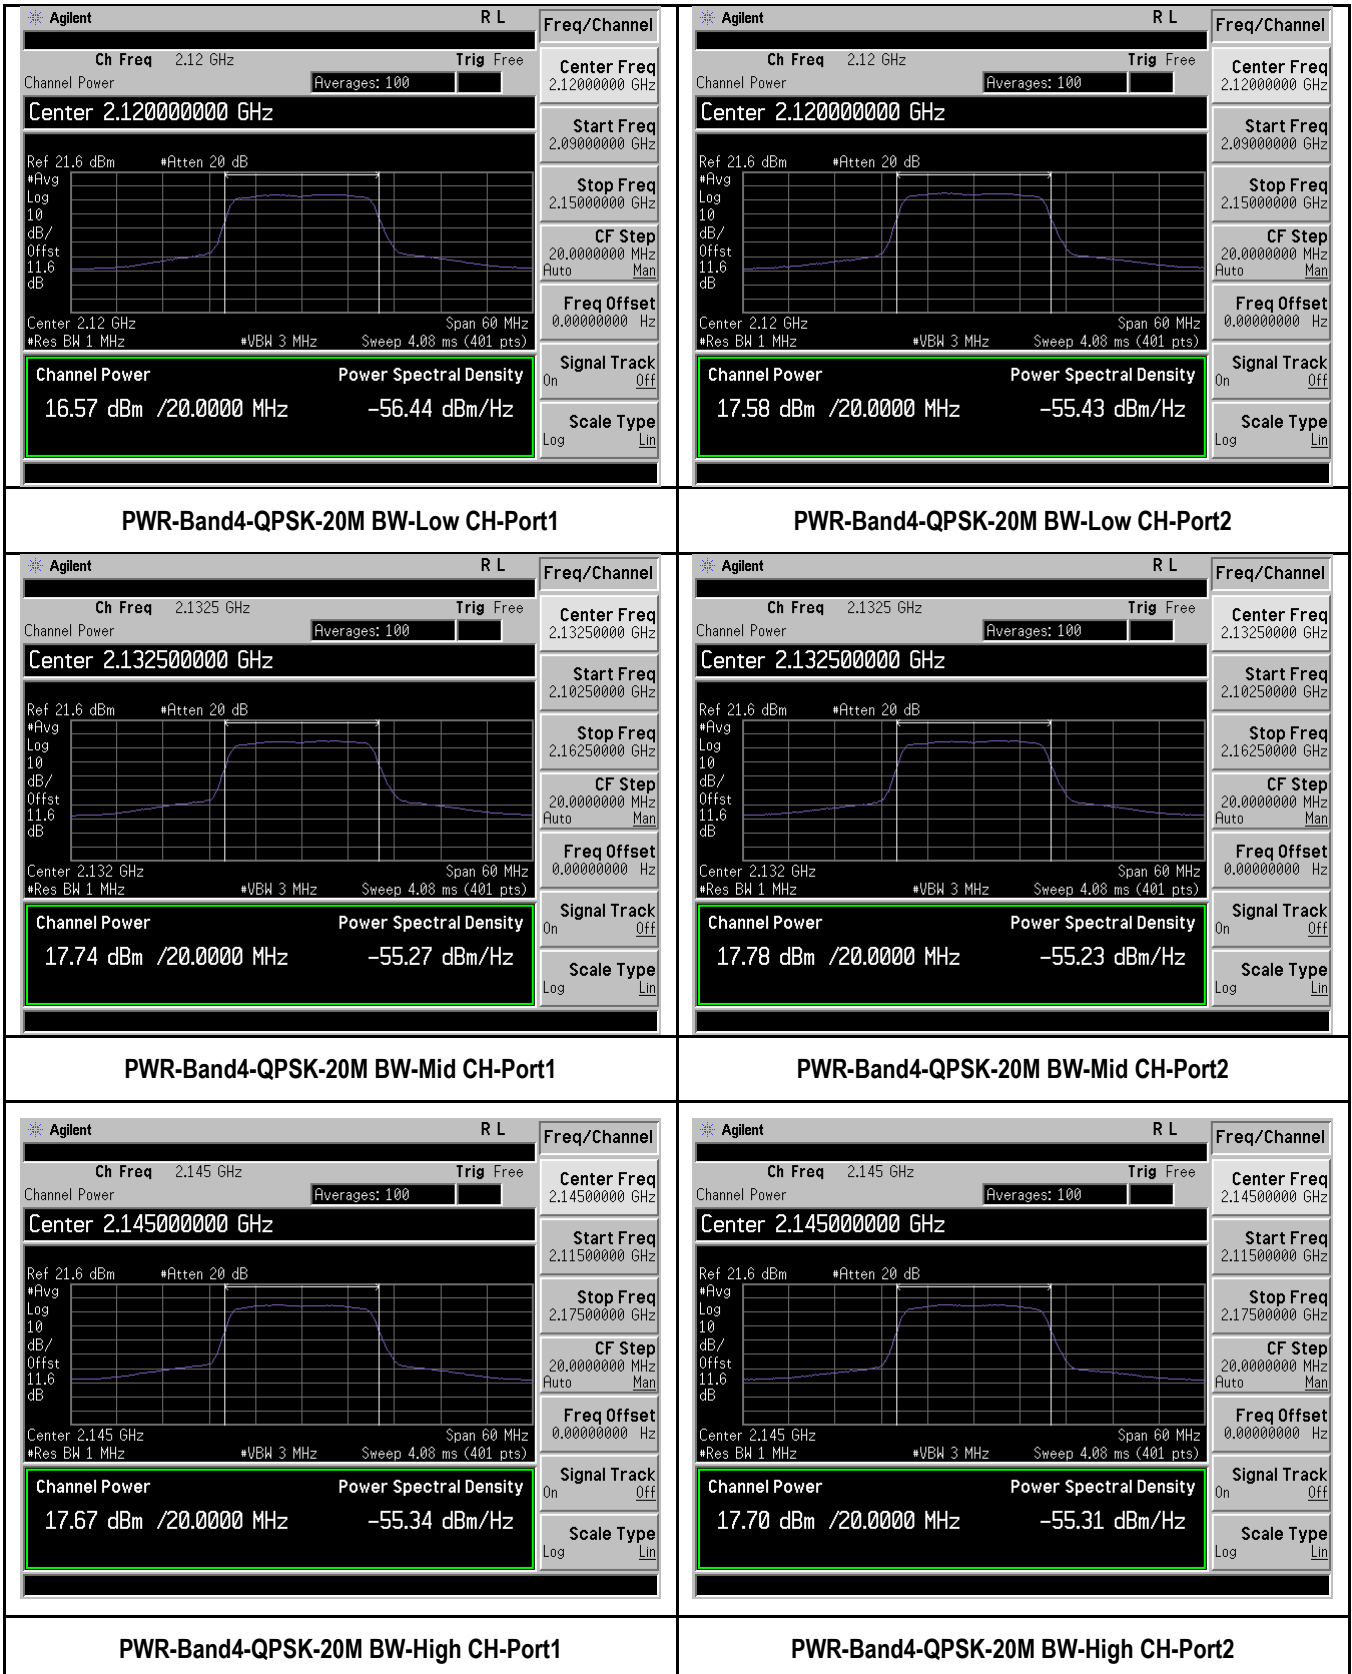 Agilent R L Freq/Channel
Ch Freq 2.12 GHz Trig Free
Channel Power Averages: 100
Center 2.120000000 GHz
Ref 21.6 dBm #Atten 20 dB
#Avg
Log
10
dB/
Offst
11.6
dB
Center 2.12 GHz Span 60 MHz
#Res BW 1 MHz #VBW 3 MHz Sweep 4.08 ms (401 pts)
Channel Power Power Spectral Density
16.57 dBm /20.0000 MHz -56.44 dBm/Hz
Center Freq
2.12000000 GHz
Start Freq
2.09000000 GHz
Stop Freq
2.15000000 GHz
CF Step
20.0000000 MHz
Auto Man
Freq Offset
0.00000000 Hz
Signal Track
On Off
Scale Type
Log Lin
PWR-Band4-QPSK-20M BW-Low CH-Port1
Agilent R L Freq/Channel
Ch Freq 2.12 GHz Trig Free
Channel Power Averages: 100
Center 2.120000000 GHz
Ref 21.6 dBm #Atten 20 dB
#Avg
Log
10
dB/
Offst
11.6
dB
Center 2.12 GHz Span 60 MHz
#Res BW 1 MHz #VBW 3 MHz Sweep 4.08 ms (401 pts)
Channel Power Power Spectral Density
17.58 dBm /20.0000 MHz -55.43 dBm/Hz
Center Freq
2.12000000 GHz
Start Freq
2.09000000 GHz
Stop Freq
2.15000000 GHz
CF Step
20.0000000 MHz
Auto Man
Freq Offset
0.00000000 Hz
Signal Track
On Off
Scale Type
Log Lin
PWR-Band4-QPSK-20M BW-Low CH-Port2
Agilent R L Freq/Channel
Ch Freq 2.1325 GHz Trig Free
Channel Power Averages: 100
Center 2.132500000 GHz
Ref 21.6 dBm #Atten 20 dB
#Avg
Log
10
dB/
Offst
11.6
dB
Center 2.132 GHz Span 60 MHz
#Res BW 1 MHz #VBW 3 MHz Sweep 4.08 ms (401 pts)
Channel Power Power Spectral Density
17.74 dBm /20.0000 MHz -55.27 dBm/Hz
Center Freq
2.13250000 GHz
Start Freq
2.10250000 GHz
Stop Freq
2.16250000 GHz
CF Step
20.0000000 MHz
Auto Man
Freq Offset
0.00000000 Hz
Signal Track
On Off
Scale Type
Log Lin
PWR-Band4-QPSK-20M BW-Mid CH-Port1
Agilent R L Freq/Channel
Ch Freq 2.1325 GHz Trig Free
Channel Power Averages: 100
Center 2.132500000 GHz
Ref 21.6 dBm #Atten 20 dB
#Avg
Log
10
dB/
Offst
11.6
dB
Center 2.132 GHz Span 60 MHz
#Res BW 1 MHz #VBW 3 MHz Sweep 4.08 ms (401 pts)
Channel Power Power Spectral Density
17.78 dBm /20.0000 MHz -55.23 dBm/Hz
Center Freq
2.13250000 GHz
Start Freq
2.10250000 GHz
Stop Freq
2.16250000 GHz
CF Step
20.0000000 MHz
Auto Man
Freq Offset
0.00000000 Hz
Signal Track
On Off
Scale Type
Log Lin
PWR-Band4-QPSK-20M BW-Mid CH-Port2
Agilent R L Freq/Channel
Ch Freq 2.145 GHz Trig Free
Channel Power Averages: 100
Center 2.145000000 GHz
Ref 21.6 dBm #Atten 20 dB
#Avg
Log
10
dB/
Offst
11.6
dB
Center 2.145 GHz Span 60 MHz
#Res BW 1 MHz #VBW 3 MHz Sweep 4.08 ms (401 pts)
Channel Power Power Spectral Density
17.67 dBm /20.0000 MHz -55.34 dBm/Hz
Center Freq
2.14500000 GHz
Start Freq
2.11500000 GHz
Stop Freq
2.17500000 GHz
CF Step
20.0000000 MHz
Auto Man
Freq Offset
0.00000000 Hz
Signal Track
On Off
Scale Type
Log Lin
PWR-Band4-QPSK-20M BW-High CH-Port1
Agilent R L Freq/Channel
Ch Freq 2.145 GHz Trig Free
Channel Power Averages: 100
Center 2.145000000 GHz
Ref 21.6 dBm #Atten 20 dB
#Avg
Log
10
dB/
Offst
11.6
dB
Center 2.145 GHz Span 60 MHz
#Res BW 1 MHz #VBW 3 MHz Sweep 4.08 ms (401 pts)
Channel Power Power Spectral Density
17.70 dBm /20.0000 MHz -55.31 dBm/Hz
Center Freq
2.14500000 GHz
Start Freq
2.11500000 GHz
Stop Freq
2.17500000 GHz
CF Step
20.0000000 MHz
Auto Man
Freq Offset
0.00000000 Hz
Signal Track
On Off
Scale Type
Log Lin
PWR-Band4-QPSK-20M BW-High CH-Port2